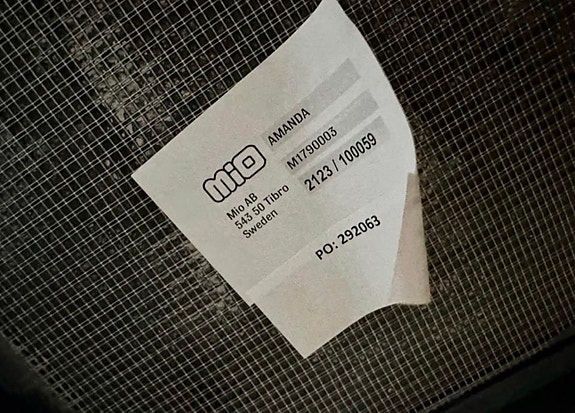 mio
Mio AB
543 50 Tibro
Sweden
AMANDA
M1790003
2123 / 100059
PO: 292063